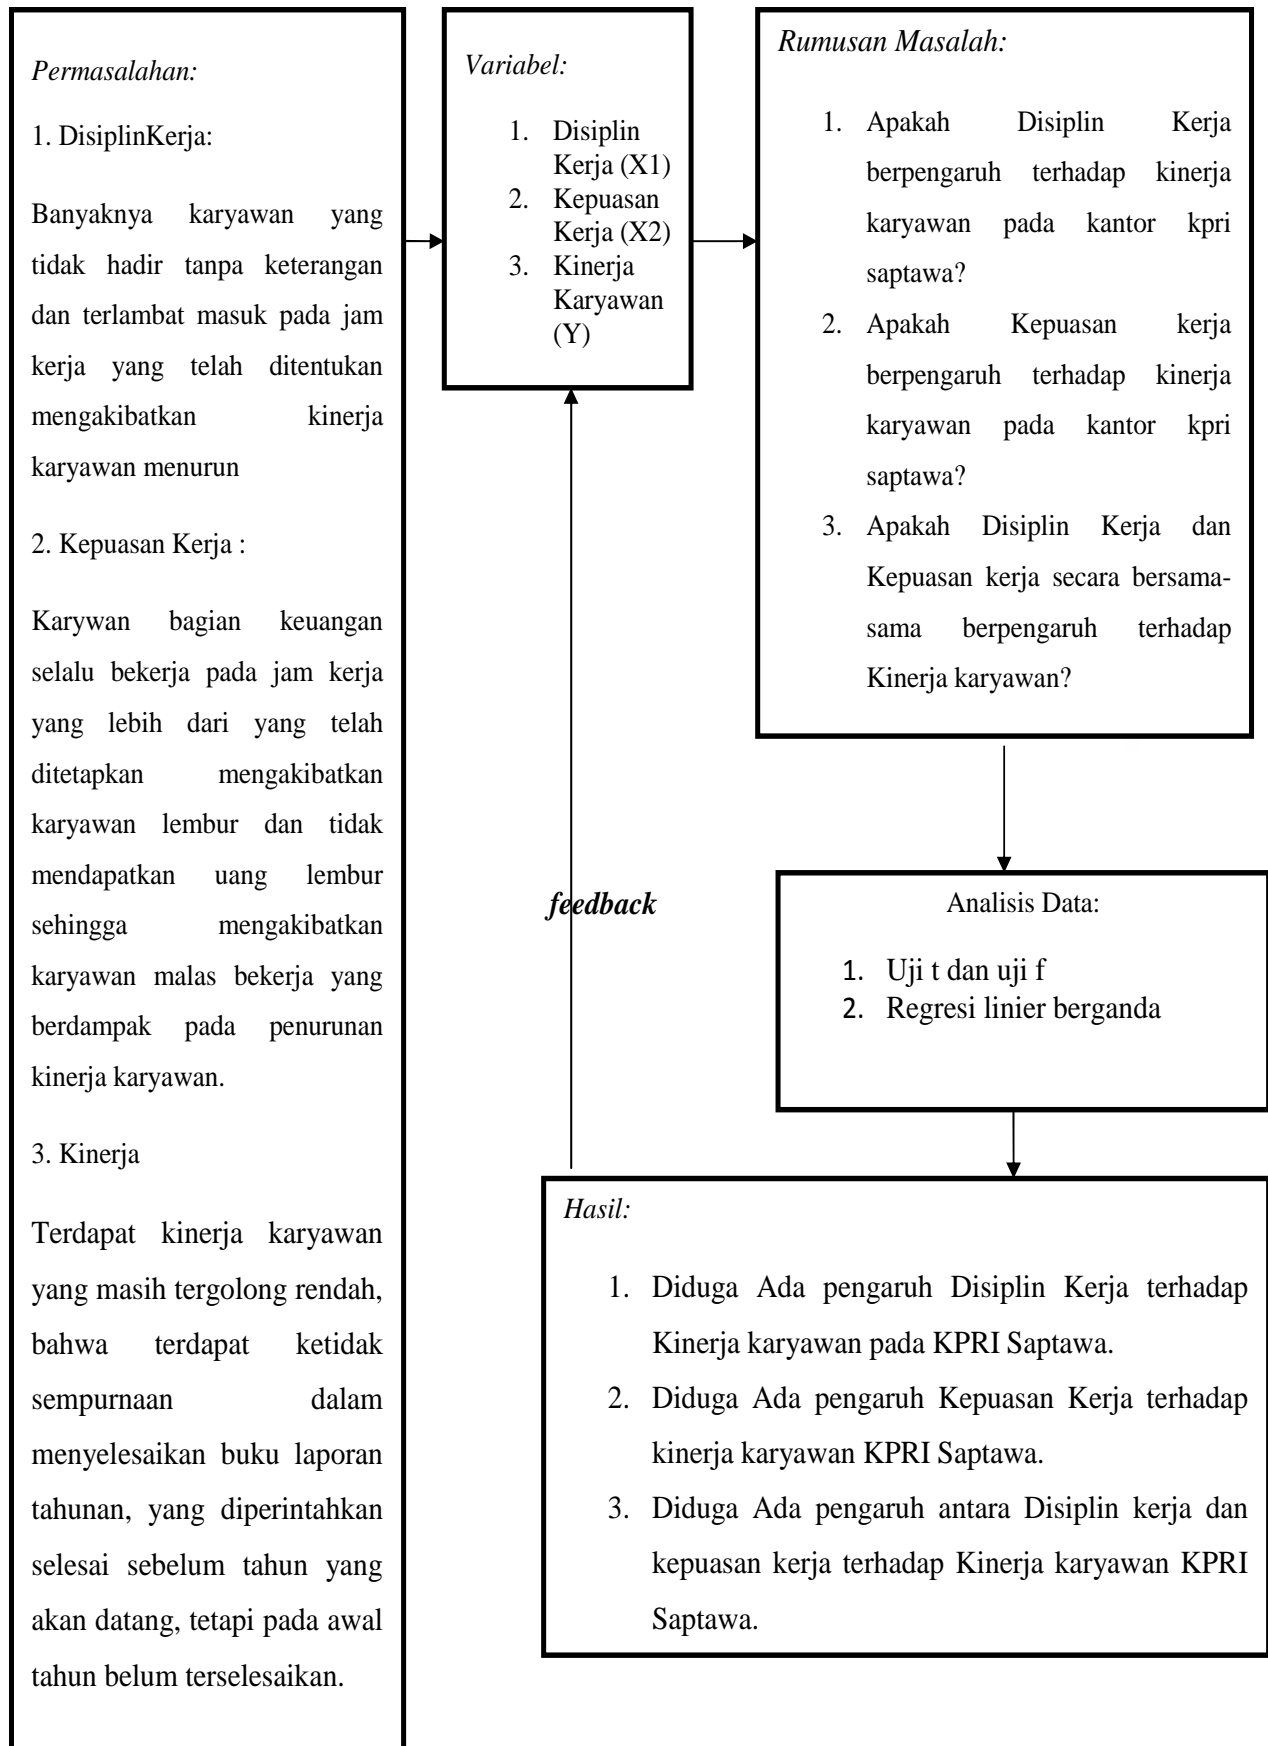 Permasalahan:
1. DisiplinKerja:
Banyaknya karyawan yang
tidak hadir tanpa keterangan
dan terlambat masuk pada jam
kerja yang telah ditentukan
mengakibatkan kinerja
karyawan menurun
2. Kepuasan Kerja :
Karywan bagian keuangan
selalu bekerja pada jam kerja
yang lebih dari yang telah
ditetapkan mengakibatkan
karyawan lembur dan tidak
mendapatkan uang lembur
sehingga mengakibatkan
karyawan malas bekerja yang
berdampak pada penurunan
kinerja karyawan.
3. Kinerja
Terdapat kinerja karyawan
yang masih tergolong rendah,
bahwa terdapat ketidak
sempurnaan dalam
menyelesaikan buku laporan
tahunan, yang diperintahkan
selesai sebelum tahun yang
akan datang, tetapi pada awal
tahun belum terselesaikan.
Variabel:
1. Disiplin
Kerja (X1)
2. Kepuasan
Kerja (X2)
3. Kinerja
Karyawan
(Y)
Rumusan Masalah:
1. Apakah Disiplin Kerja
berpengaruh terhadap kinerja
karyawan pada kantor kpri
saptawa?
2. Apakah Kepuasan kerja
berpengaruh terhadap kinerja
karyawan pada kantor kpri
saptawa?
3. Apakah Disiplin Kerja dan
Kepuasan kerja secara bersama-
sama berpengaruh terhadap
Kinerja karyawan?
feedback
Analisis Data:
1. Uji t dan uji f
2. Regresi linier berganda
Hasil:
1. Diduga Ada pengaruh Disiplin Kerja terhadap
Kinerja karyawan pada KPRI Saptawa.
2. Diduga Ada pengaruh Kepuasan Kerja terhadap
kinerja karyawan KPRI Saptawa.
3. Diduga Ada pengaruh antara Disiplin kerja dan
kepuasan kerja terhadap Kinerja karyawan KPRI
Saptawa.